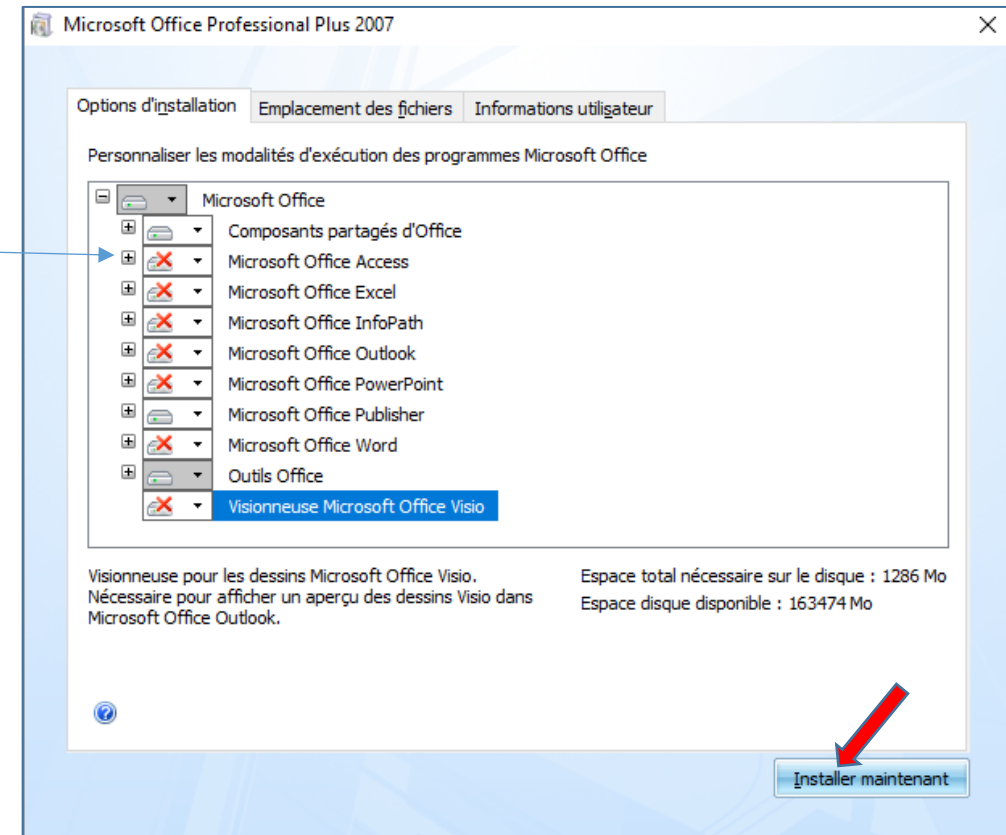 Microsoft Office Professional Plus 2007
Options d'installation Emplacement des fichiers Informations utilisateur
Personnaliser les modalités d'exécution des programmes Microsoft Office
Microsoft Office
Composants partagés d'Office
Microsoft Office Access
Microsoft Office Excel
Microsoft Office InfoPath
Microsoft Office Outlook
Microsoft Office PowerPoint
Microsoft Office Publisher
Microsoft Office Word
Outils Office
Visionneuse Microsoft Office Visio
Visionneuse pour les dessins Microsoft Office Visio.
Nécessaire pour afficher un aperçu des dessins Visio dans
Microsoft Office Outlook.
Espace total nécessaire sur le disque : 1286 Mo
Espace disque disponible : 163474 Mo
Installer maintenant